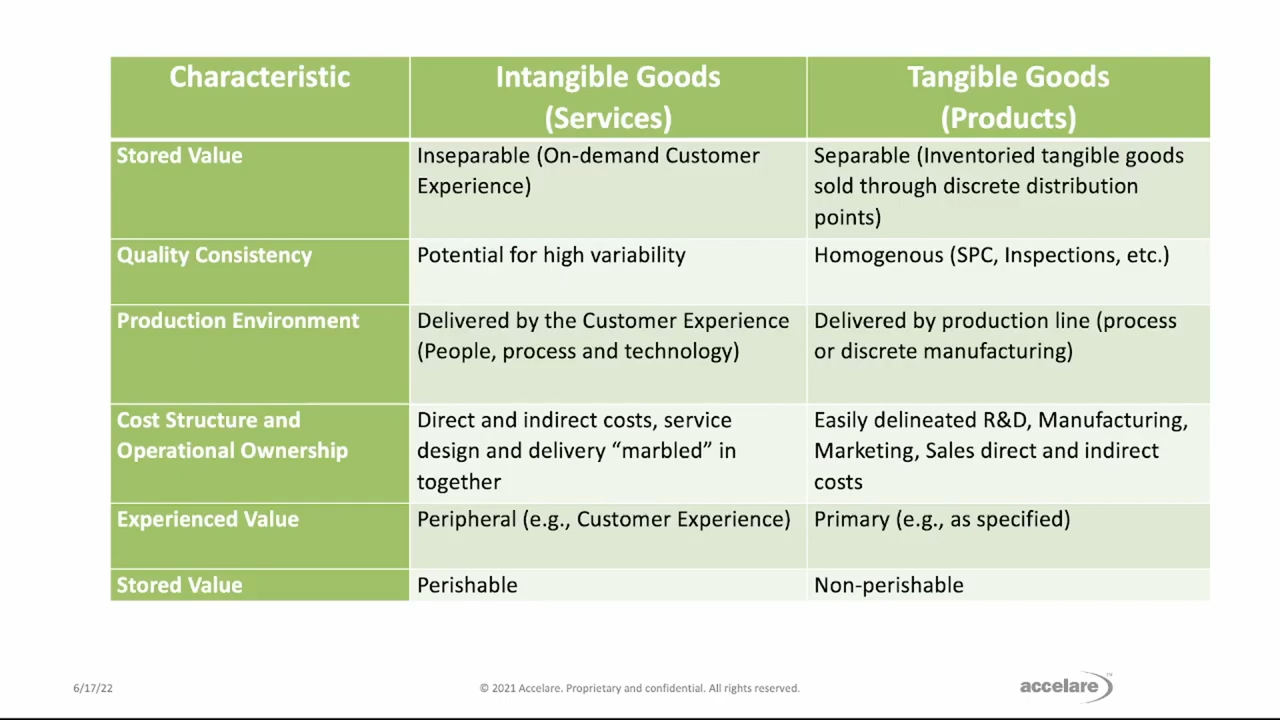 Characteristic
Intangible Goods
(Services)
Tangible Goods
(Products)
Stored Value
Inseparable (On-demand Customer
Experience)
Separable (Inventoried tangible goods
sold through discrete distribution
points)
Quality Consistency
Potential for high variability
Homogenous (SPC, Inspections, etc.)
Production Environment
Delivered by the Customer Experience
(People, process and technology)
Delivered by production line (process
or discrete manufacturing)
Cost Structure and
Operational Ownership
Direct and indirect costs, service
design and delivery “marbled” in
together
Easily delineated R&D, Manufacturing,
Marketing, Sales direct and indirect
costs
Experienced Value
Peripheral (e.g., Customer Experience)
Primary (e.g., as specified)
Stored Value
Perishable
Non-perishable
6/17/22
© 2021 Accelare. Proprietary and confidential. All rights reserved.
accelare™